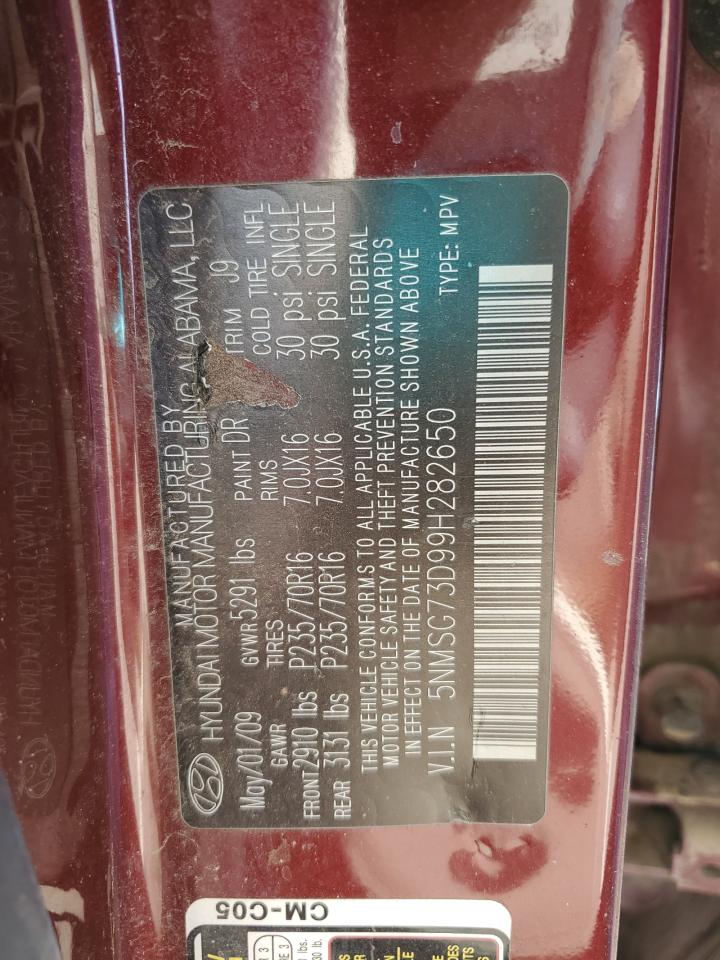 MANUFACTURED BY
HYUNDAI MOTOR MANUFACTURING ALABAMA, LLC
May/01/09 GVWR 5291 lbs PAINT DR TRIM J9
GAWR TIRES RIMS COLD TIRE INFL
FRONT 2910 lbs P235/70R16 7.0JX16 30 psi SINGLE
REAR 3131 lbs P235/70R16 7.0JX16 30 psi SINGLE
THIS VEHICLE CONFORMS TO ALL APPLICABLE U.S.A. FEDERAL
MOTOR VEHICLE SAFETY AND THEFT PREVENTION STANDARDS
IN EFFECT ON THE DATE OF MANUFACTURE SHOWN ABOVE
V.I.N 5NMSG73D99H282650 TYPE: MPV
CM-C05